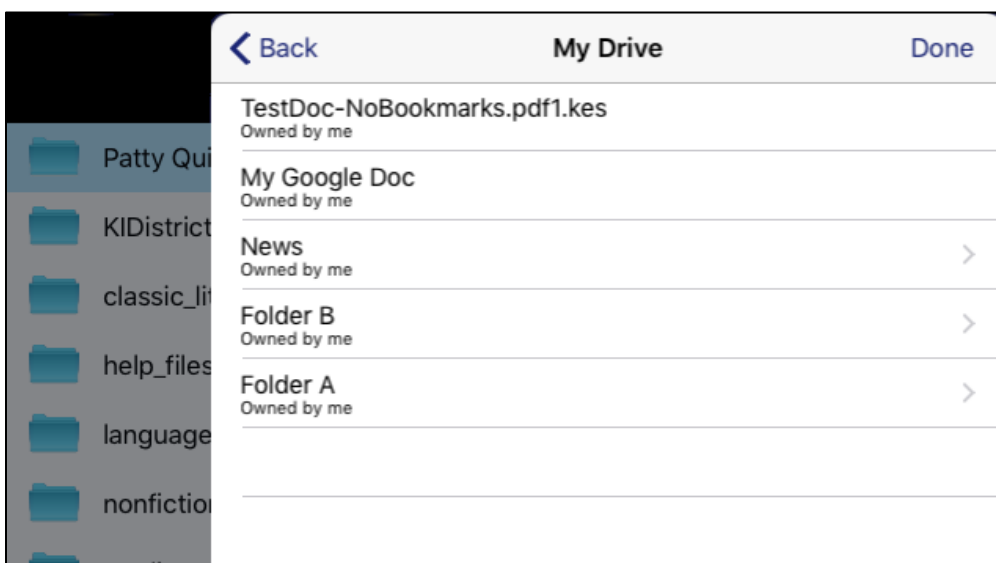 Back My Drive Done
TestDoc-NoBookmarks.pdf1.kes
Owned by me
My Google Doc
Owned by me
News
Owned by me
Folder B
Owned by me
Folder A
Owned by me
Patty Qui
KIDistrict
classic_lit
help_files
language
nonfiction